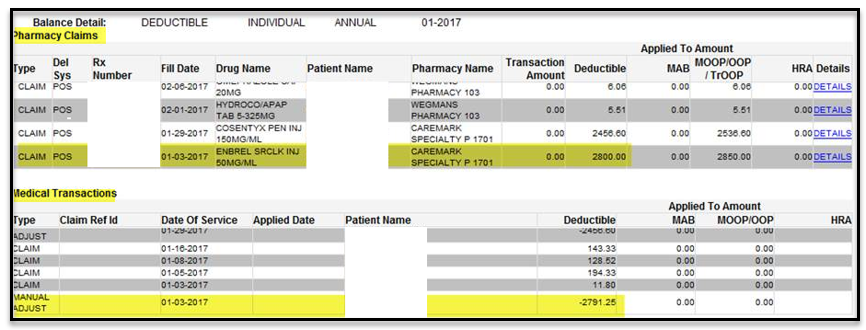 Balance Detail: DEDUCTIBLE INDIVIDUAL ANNUAL 01-2017
Pharmacy Claims
Applied To Amount
Type Del Sys Rx Number Fill Date Drug Name Patient Name Pharmacy Name Transaction Amount Deductible MAB MOOP/OOP / TrOOP HRA Details
CLAIM POS 02-06-2017 20MG WEGMANS PHARMACY 103 0.00 6.06 0.00 6.06 0.00 DETAILS
CLAIM POS 02-01-2017 HYDROCO/APAP TAB 5-325MG WEGMANS PHARMACY 103 0.00 5.51 0.00 5.51 0.00 DETAILS
CLAIM POS 01-29-2017 COSENTYX PEN INJ 150MG/ML CAREMARK SPECIALTY P 1701 0.00 2456.60 0.00 2536.60 0.00 DETAILS
CLAIM POS 01-03-2017 ENBREL SRCLK INJ 50MG/ML CAREMARK SPECIALTY P 1701 0.00 2800.00 0.00 2850.00 0.00 DETAILS
Medical Transactions
Applied To Amount
Type Claim Ref Id Date Of Service Applied Date Patient Name Deductible MAB MOOP/OOP HRA
ADJUST 01-29-2017 -2456.60 0.00 0.00
CLAIM 01-16-2017 143.33 0.00 0.00
CLAIM 01-08-2017 128.52 0.00 0.00
CLAIM 01-05-2017 194.33 0.00 0.00
CLAIM 01-03-2017 11.80 0.00 0.00
MANUAL ADJUST 01-03-2017 -2791.25 0.00 0.00